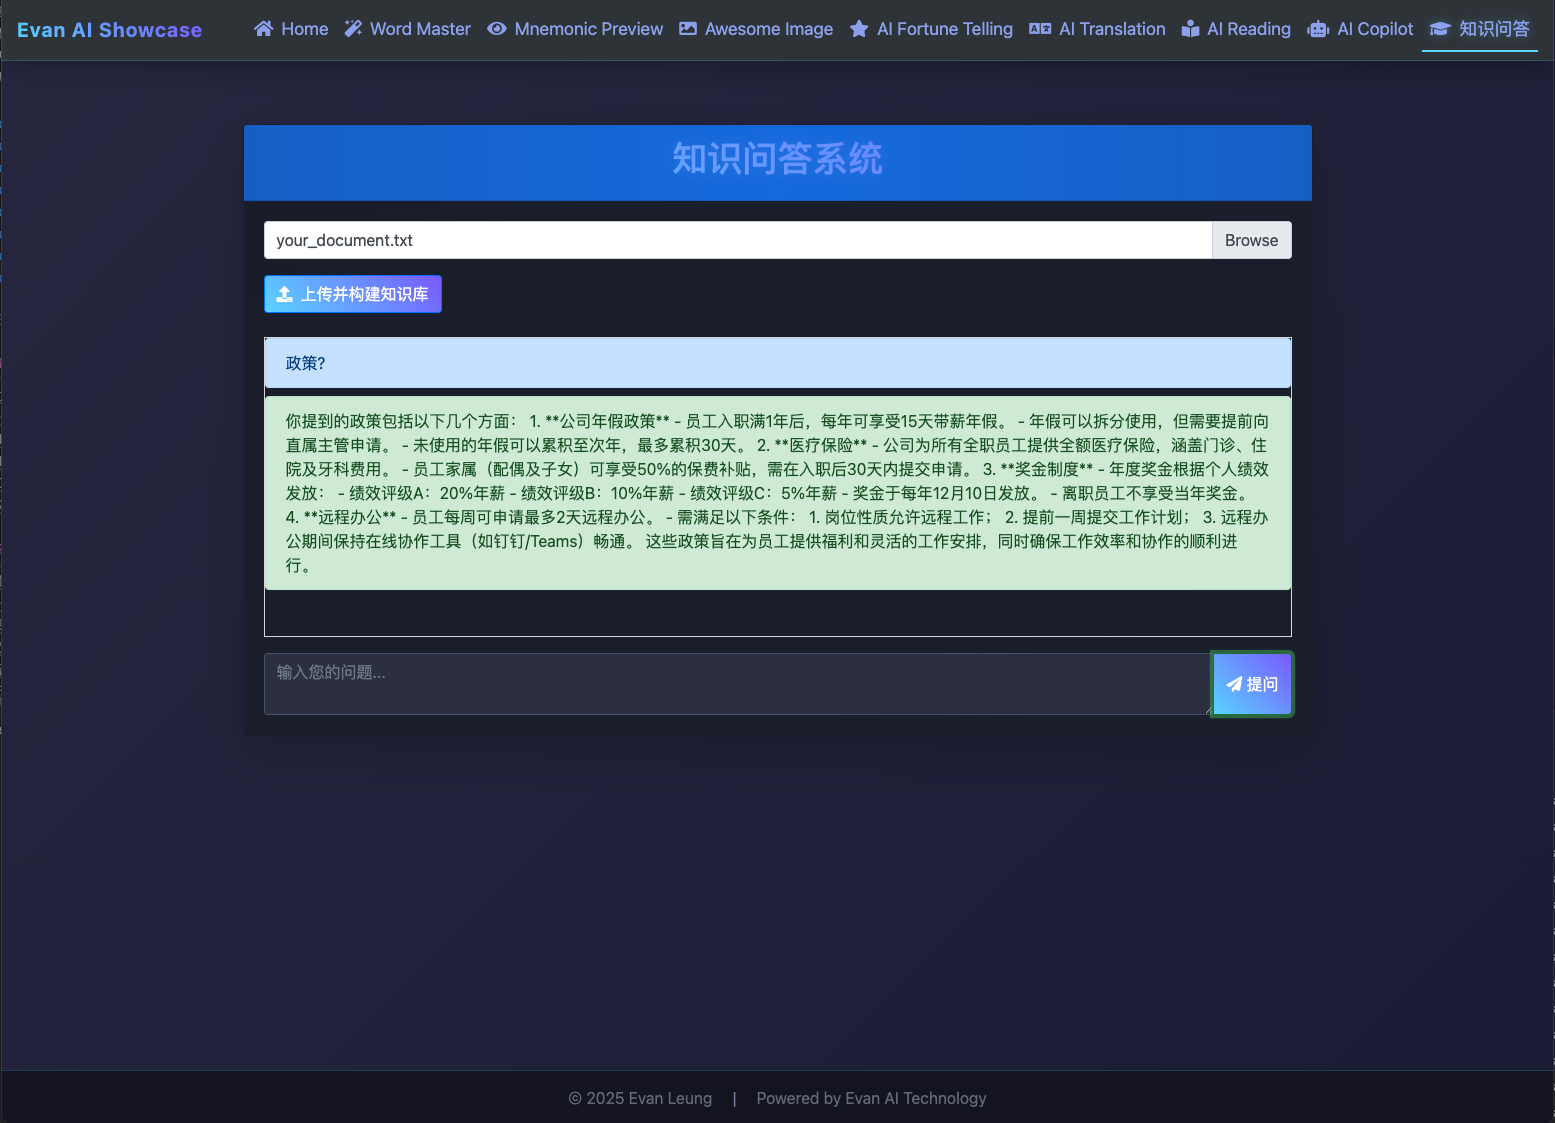 Evan AI Showcase
Home
Word Master
Mnemonic Preview
Awesome Image
AI Fortune Telling
AI Translation
AI Reading
AI Copilot
知识问答
知识问答系统
your_document.txt
Browse
上传并构建知识库
政策?
你提到的政策包括以下几个方面： 1. **公司年假政策** - 员工入职满1年后，每年可享受15天带薪年假。 - 年假可以拆分使用，但需要提前向
直属主管申请。 - 未使用的年假可以累积至次年，最多累积30天。 2. **医疗保险** - 公司为所有全职员工提供全额医疗保险，涵盖门诊、住
院及牙科费用。 - 员工家属（配偶及子女）可享受50%的保费补贴，需在入职后30天内提交申请。 3. **奖金制度** - 年度奖金根据个人绩效
发放： - 绩效评级A：20%年薪 - 绩效评级B：10%年薪 - 绩效评级C：5%年薪 - 奖金于每年12月10日发放。 - 离职员工不享受当年奖金。
4. **远程办公** - 员工每周可申请最多2天远程办公。 - 需满足以下条件： 1. 岗位性质允许远程工作； 2. 提前一周提交工作计划； 3. 远程办
公期间保持在线协作工具（如钉钉/Teams）畅通。 这些政策旨在为员工提供福利和灵活的工作安排，同时确保工作效率和协作的顺利进
行。
输入您的问题...
提问
© 2025 Evan Leung | Powered by Evan AI Technology